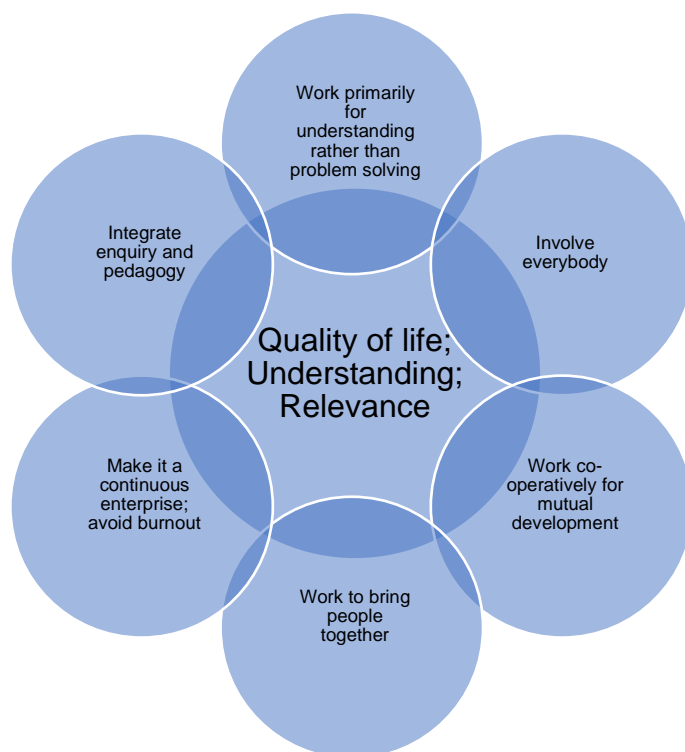 Work primarily
for
understanding
rather than
problem solving
Integrate
enquiry and
pedagogy
Involve
everybody
Quality of life;
Understanding;
Relevance
Make it a
continuous
enterprise;
avoid burnout
Work co-
operatively for
mutual
development
Work to bring
people
together